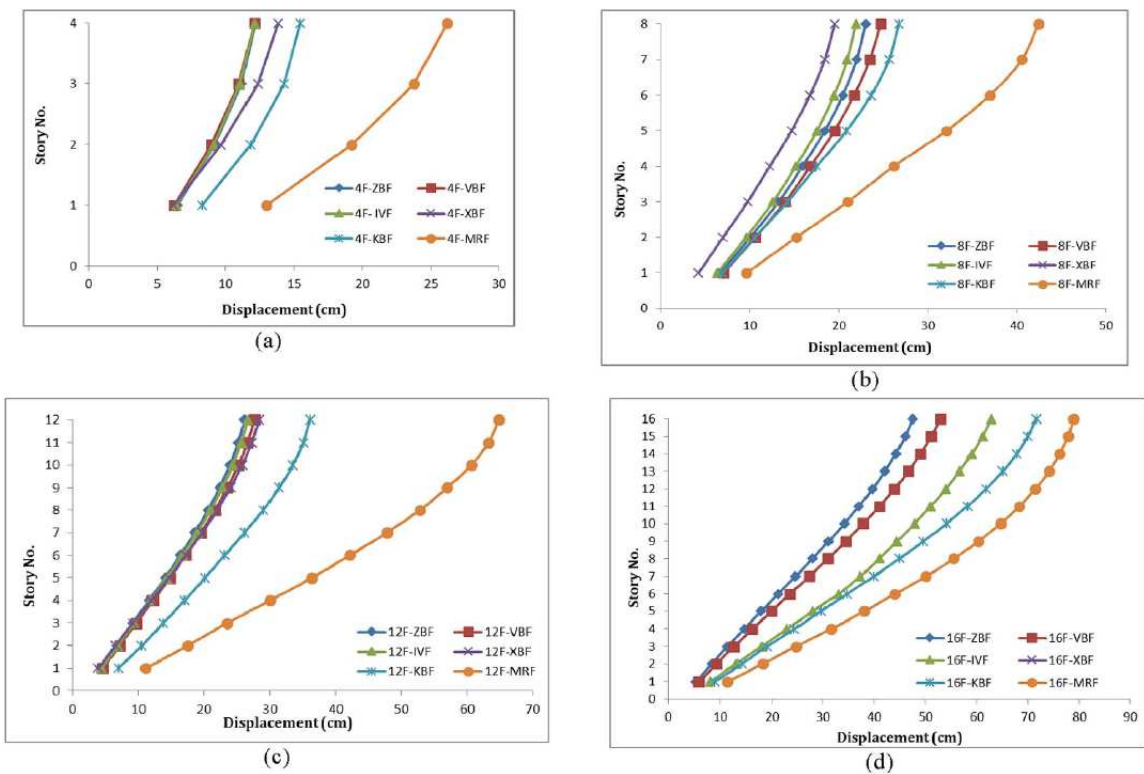 4
3
2
1
0
Story No.
4F-ZBF 4F-VBF
4F-IVF 4F-XBF
4F-KBF 4F-MRF
0 5 10 15 20 25 30
Displacement (cm)
(a)
8
7
6
5
4
3
2
1
0
Story No.
8F-ZBF 8F-VBF
8F-IVF 8F-XBF
8F-KBF 8F-MRF
0 10 20 30 40 50
Displacement (cm)
(b)
12
11
10
9
8
7
6
5
4
3
2
1
0
Story No.
12F-ZBF 12F-VBF
12F-IVF 12F-XBF
12F-KBF 12F-MRF
0 10 20 30 40 50 60 70
Displacement (cm)
(c)
16
15
14
13
12
11
10
9
8
7
6
5
4
3
2
1
0
Story No.
16F-ZBF 16F-VBF
16F-IVF 16F-XBF
16F-KBF 16F-MRF
0 10 20 30 40 50 60 70 80 90
Displacement (cm)
(d)